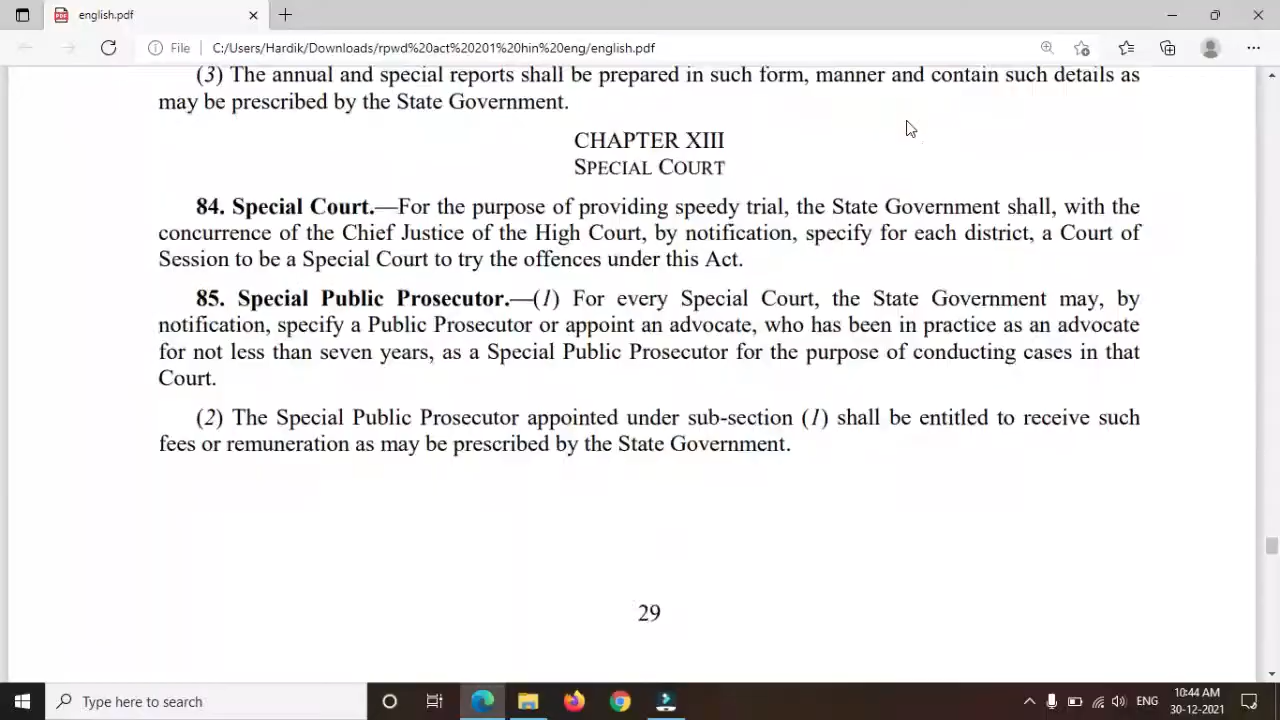 english.pdf
File
C:/Users/Hardik/Downloads/rpwd%20act%20201%20hin%20eng/english.pdf
(3) The annual and special reports shall be prepared in such form, manner and contain such details as
may be prescribed by the State Government.
CHAPTER XIII
SPECIAL COURT
84. Special Court.—For the purpose of providing speedy trial, the State Government shall, with the
concurrence of the Chief Justice of the High Court, by notification, specify for each district, a Court of
Session to be a Special Court to try the offences under this Act.
85. Special Public Prosecutor.—(1) For every Special Court, the State Government may, by
notification, specify a Public Prosecutor or appoint an advocate, who has been in practice as an advocate
for not less than seven years, as a Special Public Prosecutor for the purpose of conducting cases in that
Court.
(2) The Special Public Prosecutor appointed under sub-section (1) shall be entitled to receive such
fees or remuneration as may be prescribed by the State Government.
29
Type here to search
ENG
10:44 AM
30-12-2021